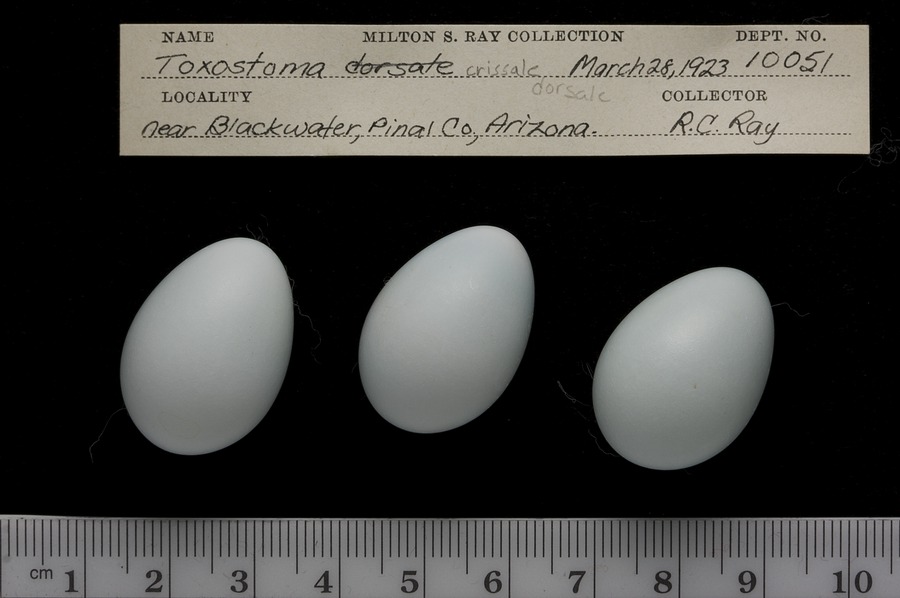 NAME MILTON S. RAY COLLECTION DEPT. NO.
Toxostoma dorsale crissale March 28, 1923 10051
dorsale
LOCALITY COLLECTOR
near Blackwater, Pinal Co, Arizona. R.C. Ray
cm 1 2 3 4 5 6 7 8 9 10